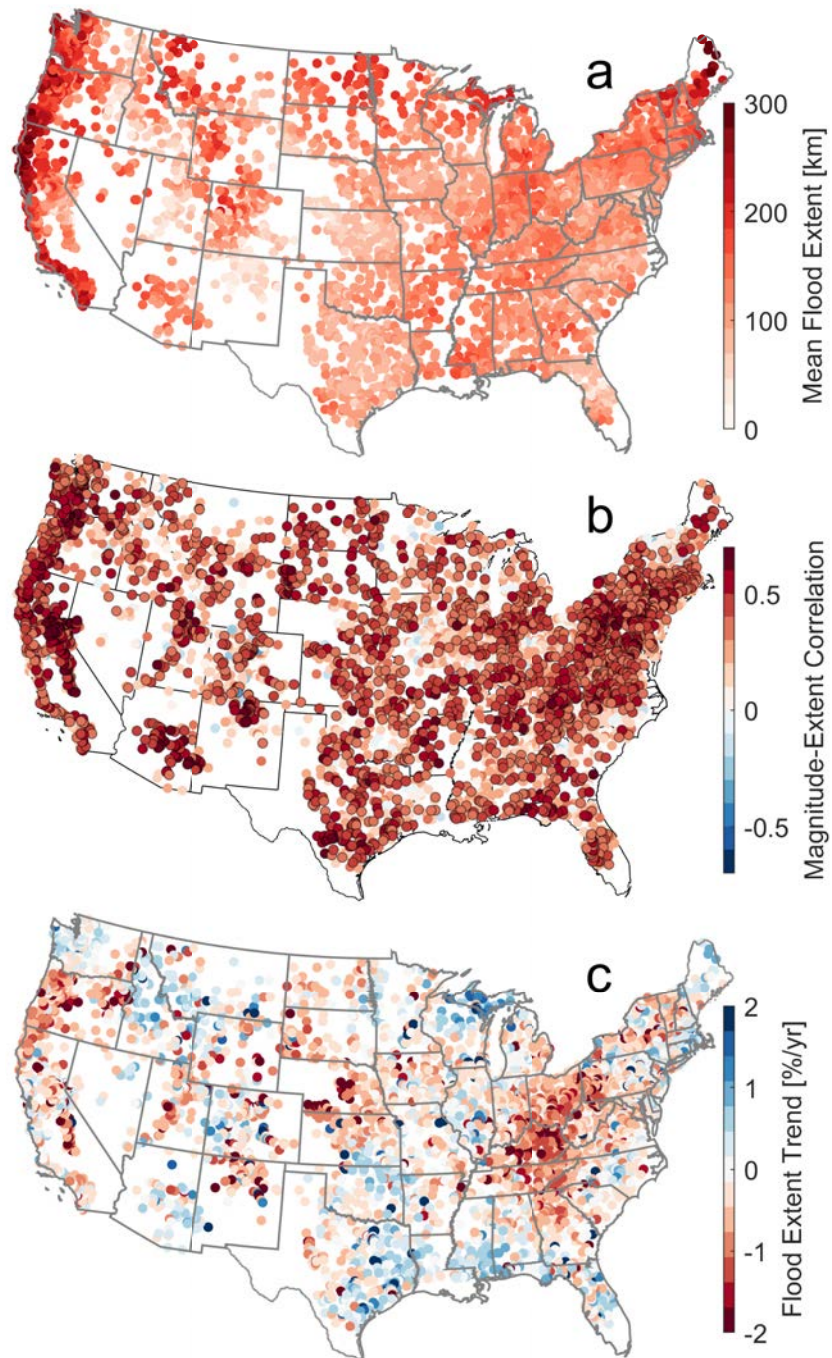 a
300
200
100
0
Mean Flood Extent [km]
b
0.5
0
-0.5
Magnitude-Extent Correlation
c
2
1
0
-1
-2
Flood Extent Trend [%/yr]